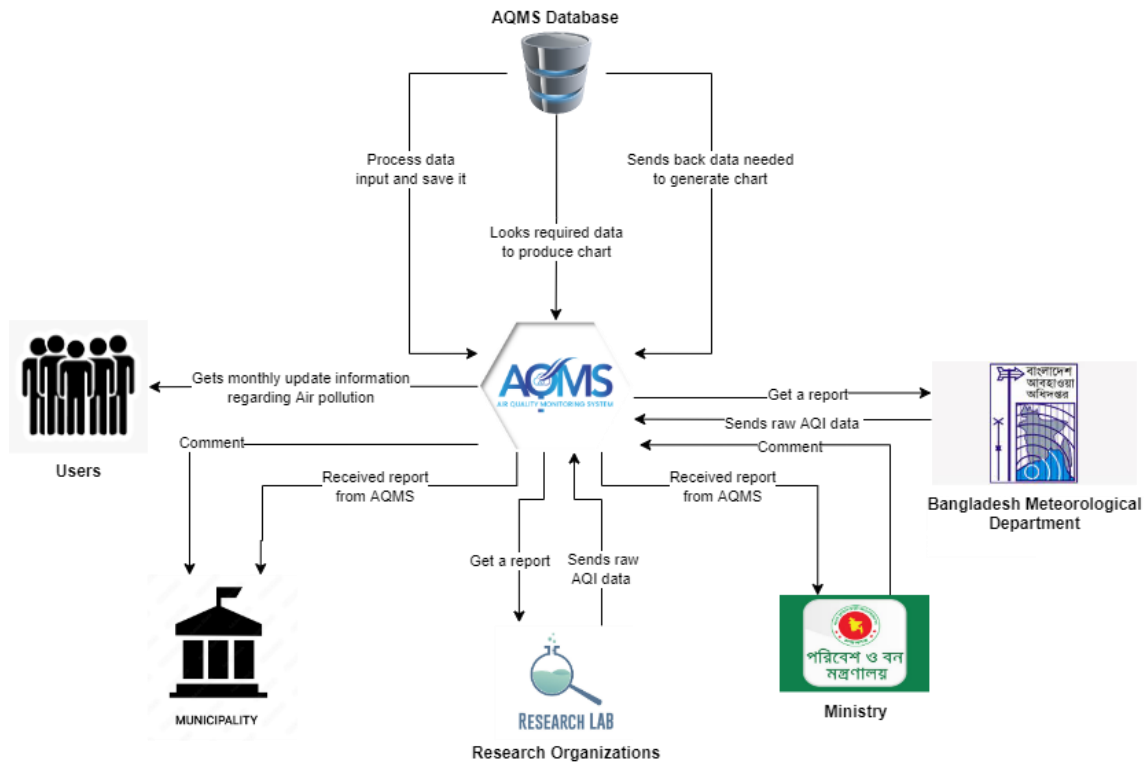 AQMS Database
Process data
input and save it
Sends back data needed
to generate chart
Looks required data
to produce chart
AQMS
AIR QUALITY MONITORING SYSTEM
Gets monthly update information
regarding Air pollution
Users
Get a report
Sends raw AQI data
Comment
বাংলাদেশ
আবহাওয়া
অধিদপ্তর
Bangladesh Meteorological
Department
Comment
Received report
from AQMS
Received report
from AQMS
Get a report
Sends raw
AQI data
MUNICIPALITY
RESEARCH LAB
Research Organizations
পরিবেশ ও বন
মন্ত্রণালয়
Ministry